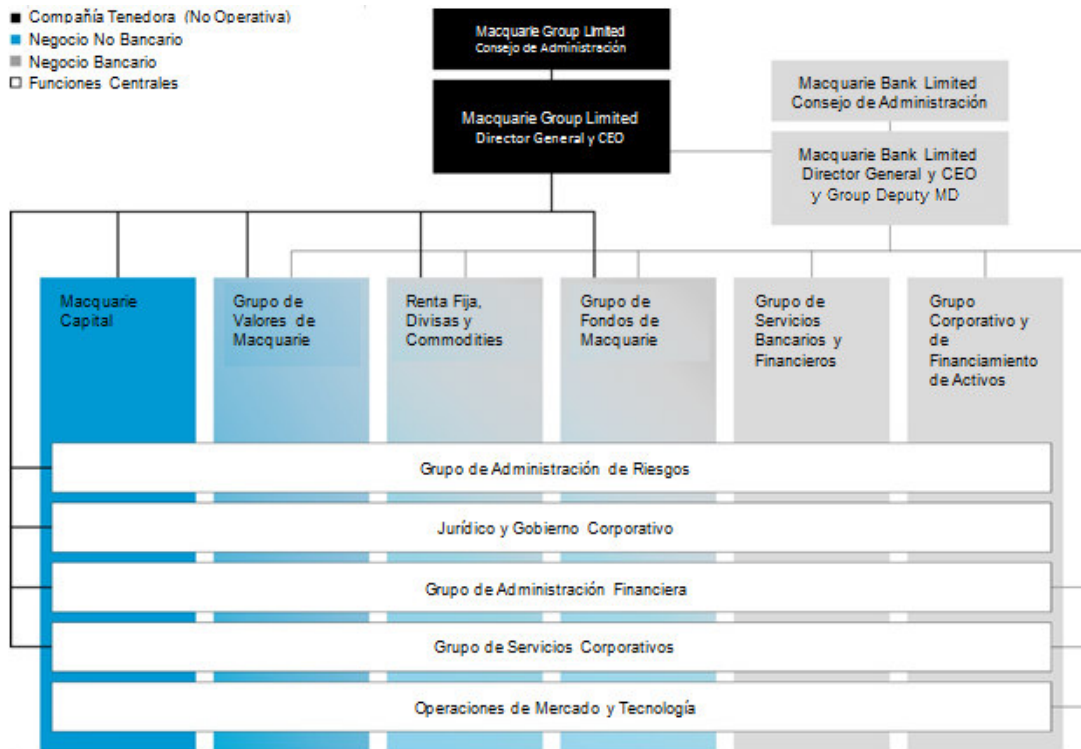 Compañía Tenedora (No Operativa)
Negocio No Bancario
Negocio Bancario
Funciones Centrales
Macquarie Group Limited
Consejo de Administración
Macquarie Group Limited
Director General y CEO
Macquarie Bank Limited
Consejo de Administración
Macquarie Bank Limited
Director General y CEO
y Group Deputy MD
Macquarie
Capital
Grupo de
Valores de
Macquarie
Renta Fija,
Divisas y
Commodities
Grupo de
Fondos de
Macquarie
Grupo de
Servicios
Bancarios y
Financieros
Grupo
Corporativo y
de
Financiamiento
de Activos
Grupo de Administración de Riesgos
Jurídico y Gobierno Corporativo
Grupo de Administración Financiera
Grupo de Servicios Corporativos
Operaciones de Mercado y Tecnología